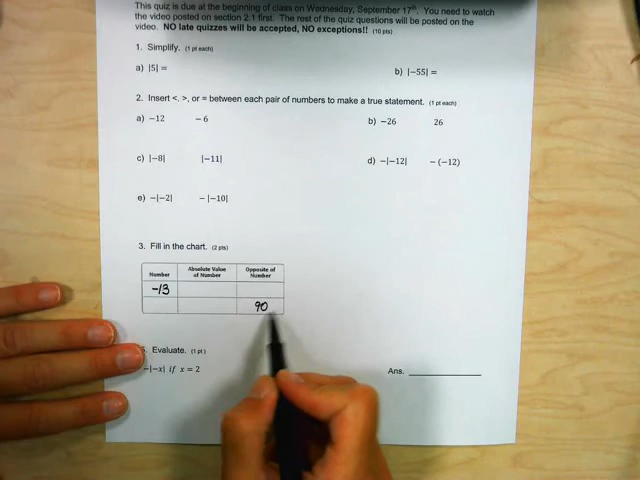 This quiz is due at the beginning of class on Wednesday, September 17th. You need to watch
the video posted on section 2.1 first. The rest of the quiz questions will be posted on the
video. NO late quizzes will be accepted, NO exceptions!! (10 pts)
1. Simplify. (1 pt each)
a) |5| = b) |−55| =
2. Insert <, >, or = between each pair of numbers to make a true statement. (1 pt each)
a) −12 − 6 b) −26 26
c) |−8| |−11| d) −|−12| − (−12)
e) −|−2| − |−10|
3. Fill in the chart. (2 pts)
Number Absolute Value of Number Opposite of Number
−13
90
5. Evaluate. (1 pt)
−|−x| if x = 2 Ans.